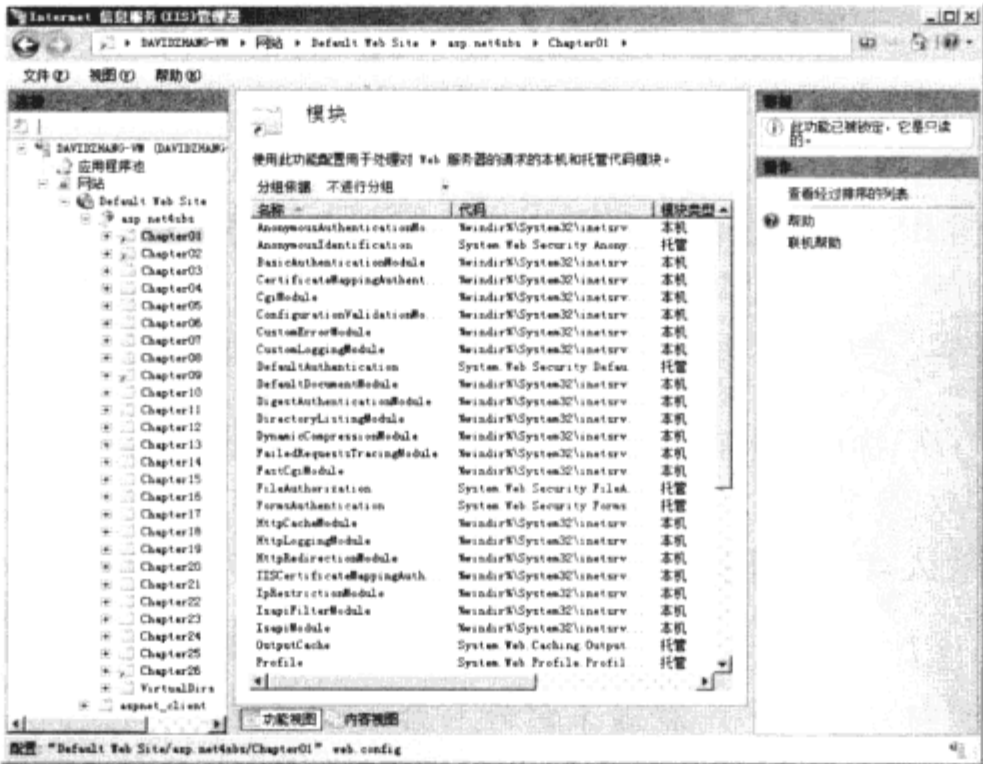 Internet 信息服务(IIS)管理器
DAVIDZHANG-VM ▸ 网站 ▸ Default Web Site ▸ asp net4sbs ▸ Chapter01 ▸
文件(F) 视图(V) 帮助(H)
连接
DAVIDZHANG-VM (DAVIDZHANG-
应用程序池
网站
Default Web Site
asp net4sbs
Chapter01
Chapter02
Chapter03
Chapter04
Chapter05
Chapter06
Chapter07
Chapter08
Chapter09
Chapter10
Chapter11
Chapter12
Chapter13
Chapter14
Chapter15
Chapter16
Chapter17
Chapter18
Chapter19
Chapter20
Chapter21
Chapter22
Chapter23
Chapter24
Chapter25
Chapter26
VirtualDirs
aspnet_client
模块
使用此功能配置用于处理对 Web 服务器的请求的本机和托管代码模块。
分组依据 不进行分组
名称 代码 模块类型
AnonymousAuthenticationMo... %windir%\System32\inetsrv... 本机
AnonymousIdentification System.Web.Security.Anony... 托管
BasicAuthenticationModule %windir%\System32\inetsrv... 本机
CertificateMappingAuthent... %windir%\System32\inetsrv... 本机
CgiModule %windir%\System32\inetsrv... 本机
ConfigurationValidationMo... %windir%\System32\inetsrv... 本机
CustomErrorModule %windir%\System32\inetsrv... 本机
CustomLoggingModule %windir%\System32\inetsrv... 本机
DefaultAuthentication System.Web.Security.Defau... 托管
DefaultDocumentModule %windir%\System32\inetsrv... 本机
DigestAuthenticationModule %windir%\System32\inetsrv... 本机
DirectoryListingModule %windir%\System32\inetsrv... 本机
DynamicCompressionModule %windir%\System32\inetsrv... 本机
FailedRequestsTracingModule %windir%\System32\inetsrv... 本机
FastCgiModule %windir%\System32\inetsrv... 本机
FileAuthorization System.Web.Security.FileA... 托管
FormsAuthentication System.Web.Security.Forms... 托管
HttpCacheModule %windir%\System32\inetsrv... 本机
HttpLoggingModule %windir%\System32\inetsrv... 本机
HttpRedirectionModule %windir%\System32\inetsrv... 本机
IISCertificateMappingAuth... %windir%\System32\inetsrv... 本机
IpRestrictionModule %windir%\System32\inetsrv... 本机
IsapiFilterModule %windir%\System32\inetsrv... 本机
IsapiModule %windir%\System32\inetsrv... 本机
OutputCache System.Web.Caching.Output... 托管
Profile System.Web.Profile.Profil... 托管
功能视图 内容视图
警报
此功能已被锁定，它是只读的。
操作
查看经过排序的列表...
帮助
联机帮助
配置: "Default Web Site/asp.net4sbs/Chapter01" web.config